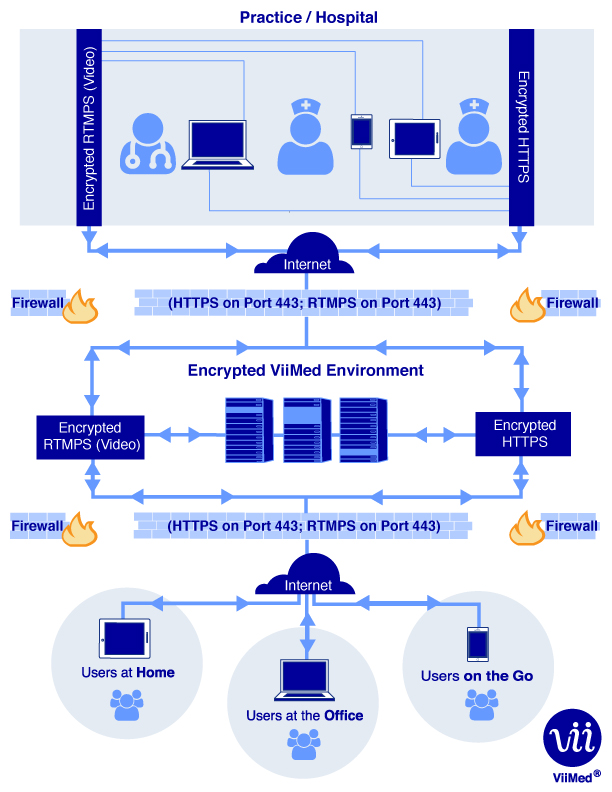 Practice / Hospital
Encrypted RTMPS (Video)
Encrypted HTTPS
Internet
Firewall
(HTTPS on Port 443; RTMPS on Port 443)
Firewall
Encrypted ViiMed Environment
Encrypted
RTMPS (Video)
Encrypted
HTTPS
Firewall
(HTTPS on Port 443; RTMPS on Port 443)
Firewall
Internet
Users at Home
Users at the Office
Users on the Go
vii
ViiMed®